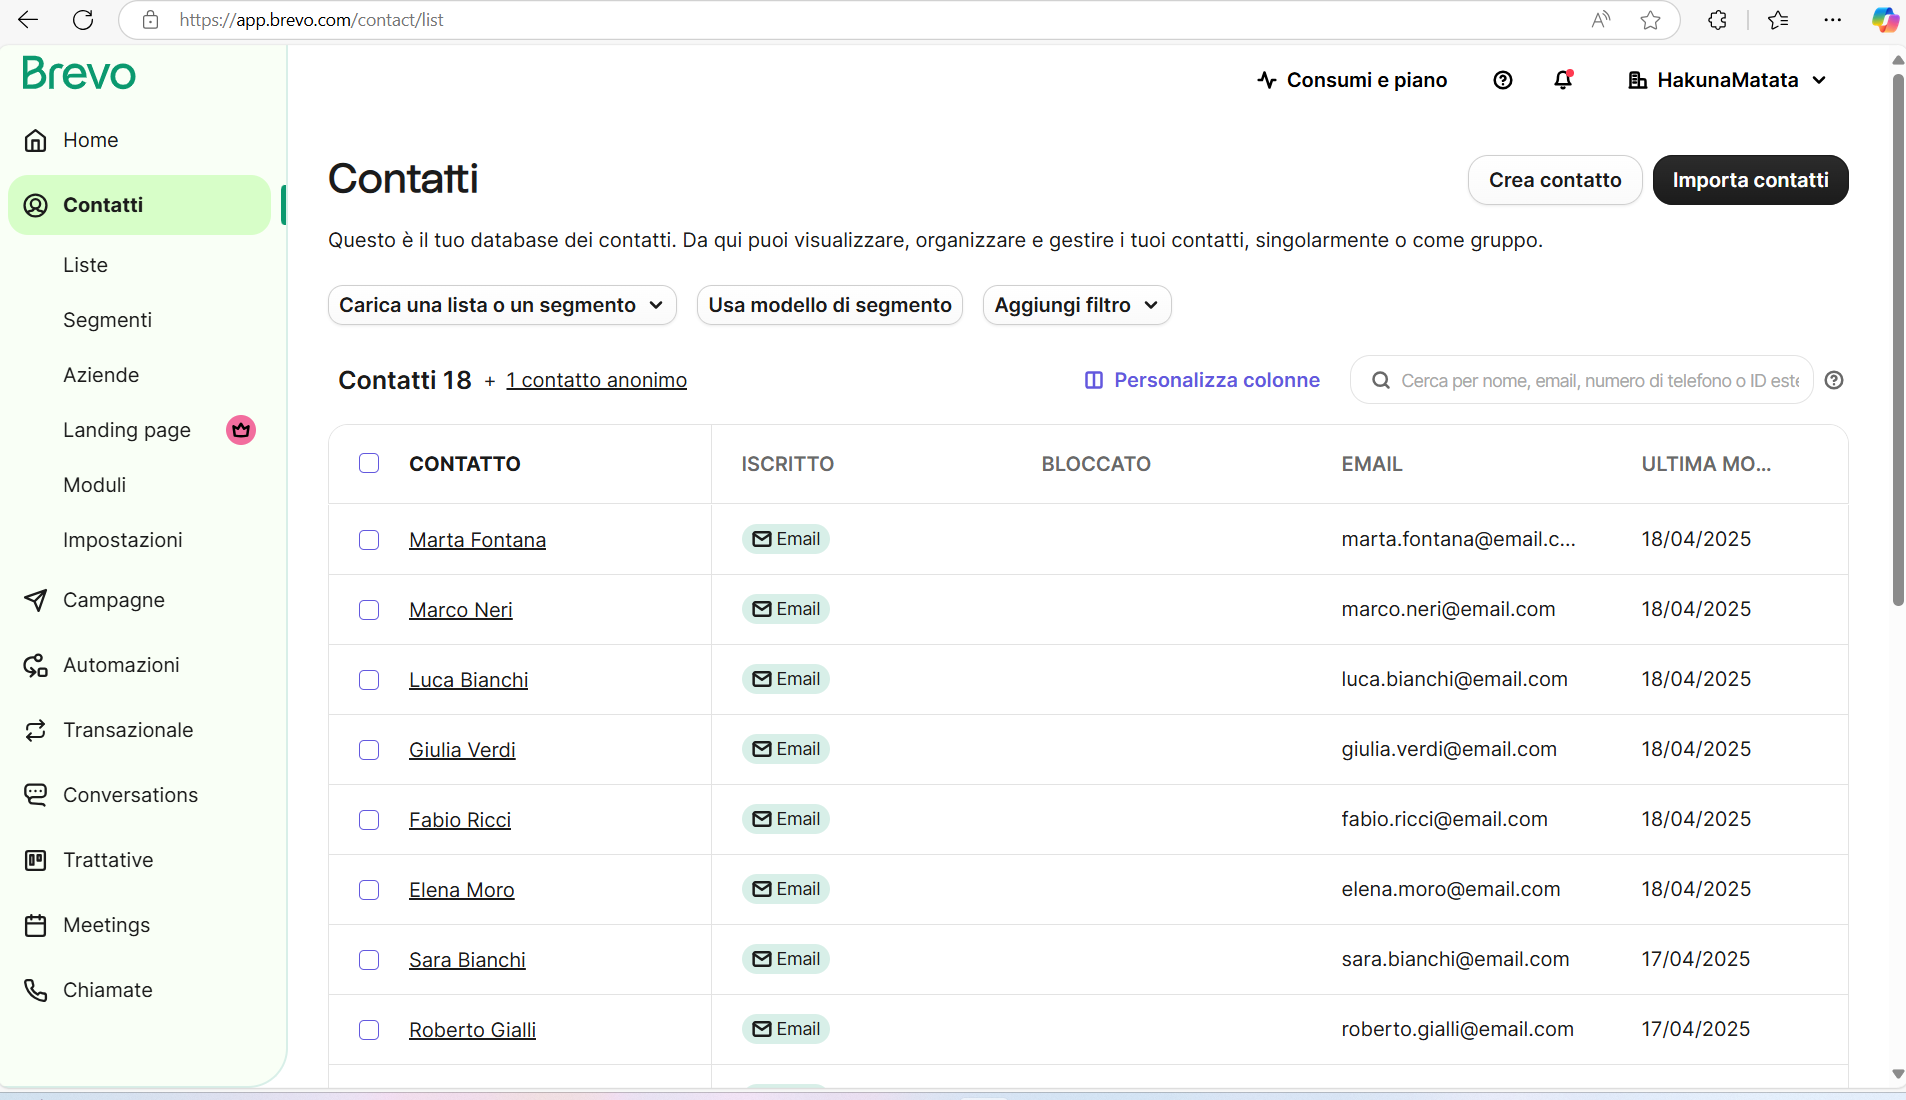 https://app.brevo.com/contact/list
Brevo
Consumi e piano
HakunaMatata
Home
Contatti
Liste
Segmenti
Aziende
Landing page
Moduli
Impostazioni
Campagne
Automazioni
Transazionale
Conversations
Trattative
Meetings
Chiamate
Contatti
Crea contatto
Importa contatti
Questo è il tuo database dei contatti. Da qui puoi visualizzare, organizzare e gestire i tuoi contatti, singolarmente o come gruppo.
Carica una lista o un segmento
Usa modello di segmento
Aggiungi filtro
Contatti 18 + 1 contatto anonimo
Personalizza colonne
Cerca per nome, email, numero di telefono o ID este
CONTATTO ISCRITTO BLOCCATO EMAIL ULTIMA MO...
Marta Fontana Email marta.fontana@email.c... 18/04/2025
Marco Neri Email marco.neri@email.com 18/04/2025
Luca Bianchi Email luca.bianchi@email.com 18/04/2025
Giulia Verdi Email giulia.verdi@email.com 18/04/2025
Fabio Ricci Email fabio.ricci@email.com 18/04/2025
Elena Moro Email elena.moro@email.com 18/04/2025
Sara Bianchi Email sara.bianchi@email.com 17/04/2025
Roberto Gialli Email roberto.gialli@email.com 17/04/2025